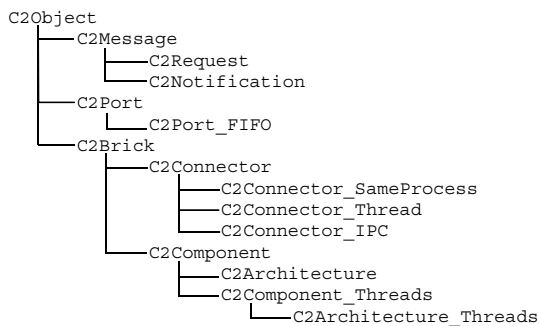 C2Object
C2Message
C2Request
C2Notification
C2Port
C2Port_FIFO
C2Brick
C2Connector
C2Connector_SameProcess
C2Connector_Thread
C2Connector_IPC
C2Component
C2Architecture
C2Component_Threads
C2Architecture_Threads